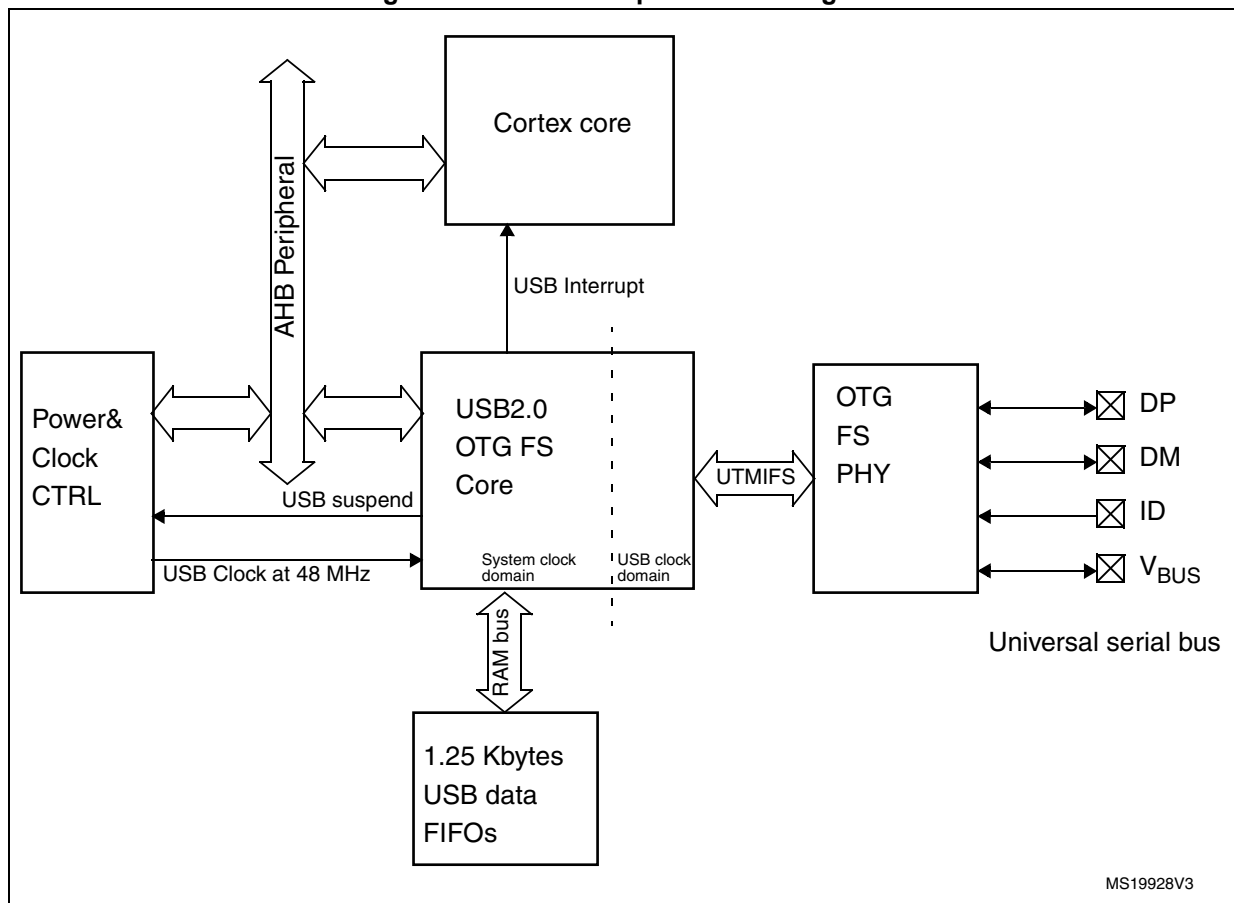 Cortex core
AHB Peripheral
USB Interrupt
Power&
Clock
CTRL
USB2.0
OTG FS
Core
OTG
FS
PHY
DP
DM
ID
VBUS
UTMIFS
USB suspend
USB Clock at 48 MHz
System clock
domain
USB clock
domain
Universal serial bus
RAM bus
1.25 Kbytes
USB data
FIFOs
MS19928V3